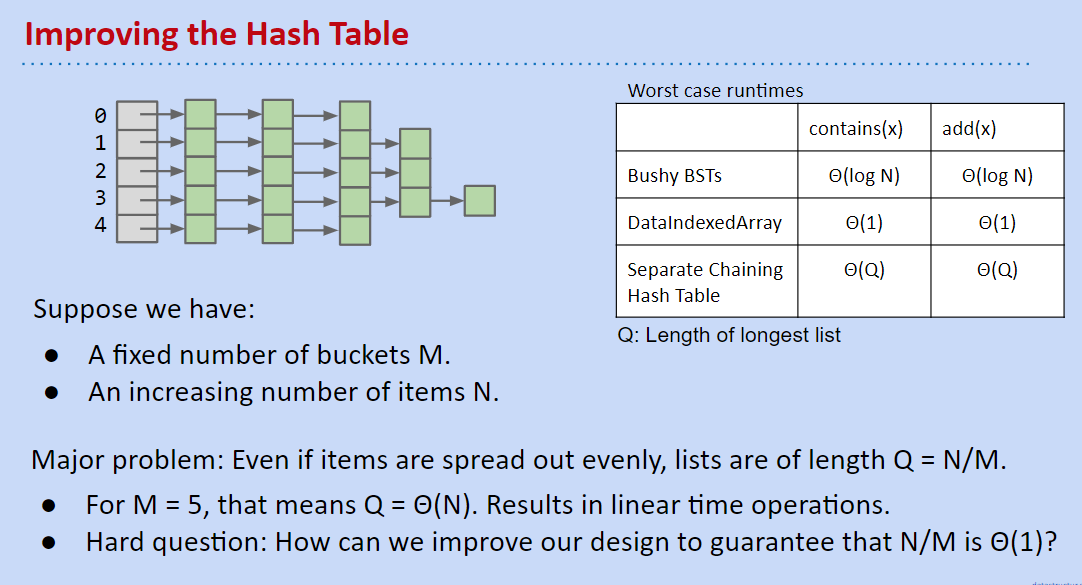 Improving the Hash Table
0
1
2
3
4
Worst case runtimes
contains(x) add(x)
Bushy BSTs Θ(log N) Θ(log N)
DataIndexedArray Θ(1) Θ(1)
Separate Chaining Θ(Q) Θ(Q)
Hash Table
Q: Length of longest list
Suppose we have:
● A fixed number of buckets M.
● An increasing number of items N.
Major problem: Even if items are spread out evenly, lists are of length Q = N/M.
● For M = 5, that means Q = Θ(N). Results in linear time operations.
● Hard question: How can we improve our design to guarantee that N/M is Θ(1)?